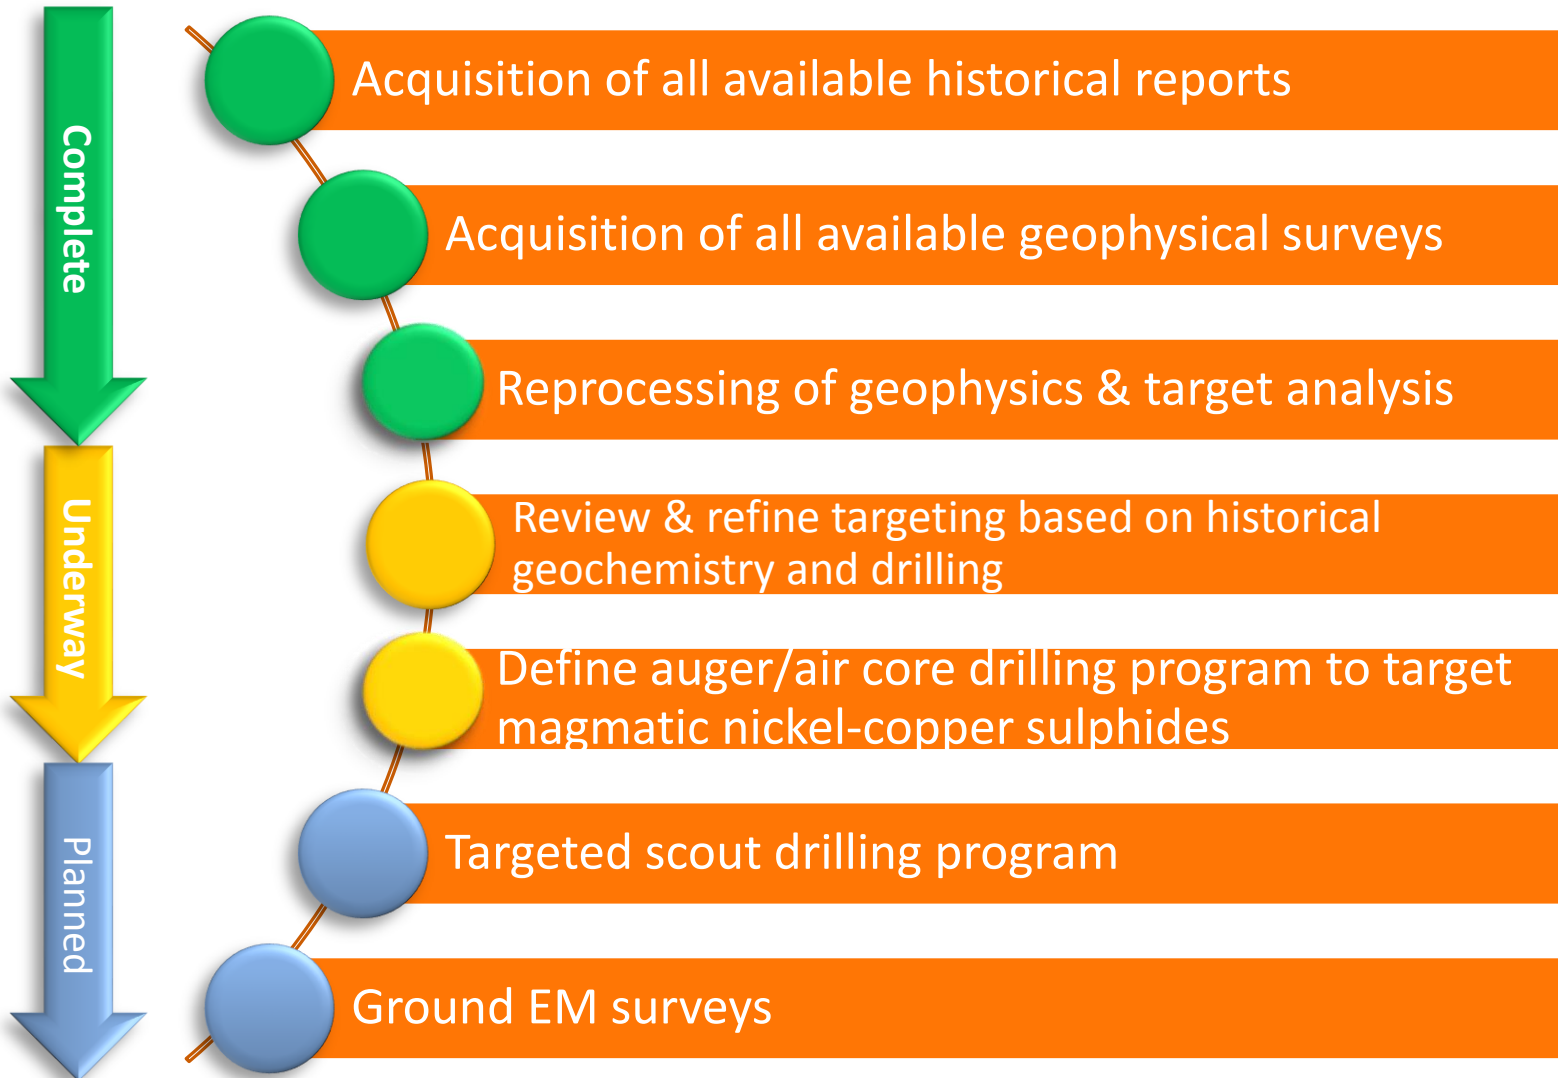 Complete
Underway
Planned
Acquisition of all available historical reports
Acquisition of all available geophysical surveys
Reprocessing of geophysics & target analysis
Review & refine targeting based on historical
geochemistry and drilling
Define auger/air core drilling program to target
magmatic nickel-copper sulphides
Targeted scout drilling program
Ground EM surveys